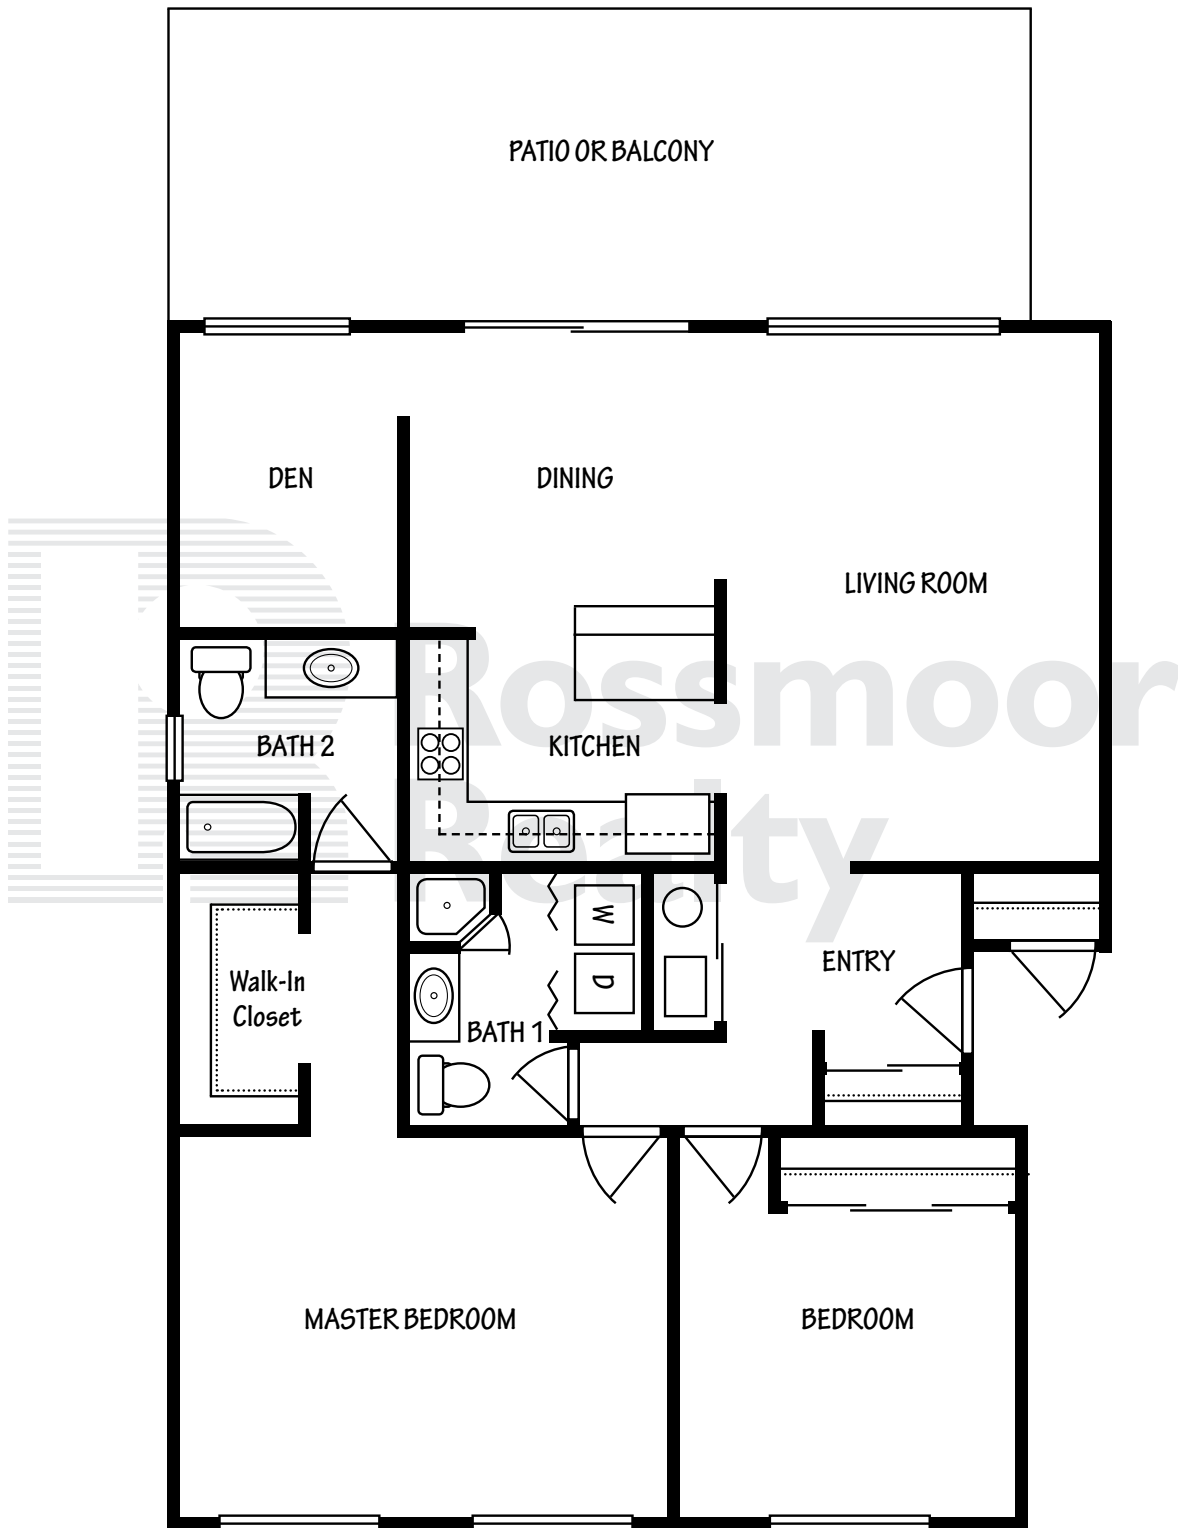 PATIO OR BALCONY
DEN
DINING
LIVING ROOM
Rossmoor
Realty
BATH 2
KITCHEN
W
D
ENTRY
Walk-In
Closet
BATH 1
MASTER BEDROOM
BEDROOM